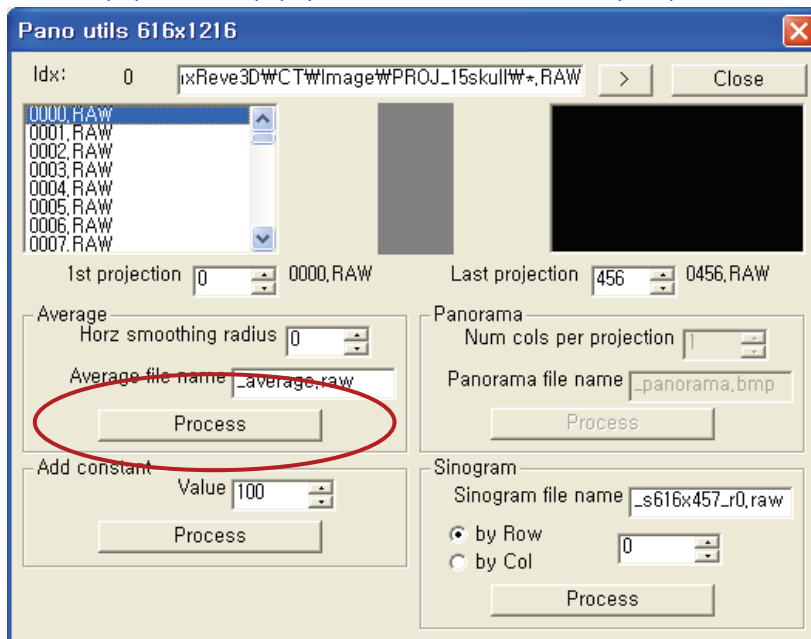 Pano utils 616x1216
Idx: 0 ıxReve3D₩CT₩Image₩PROJ_15skull₩*,RAW > Close
0000,RAW
0001,RAW
0002,RAW
0003,RAW
0004,RAW
0005,RAW
0006,RAW
0007,RAW
1st projection 0 0000,RAW Last projection 456 0456,RAW
Average
Horz smoothing radius 0
Average file name _average,raw
Process
Panorama
Num cols per projection 1
Panorama file name _panorama,bmp
Process
Add constant
Value 100
Process
Sinogram
Sinogram file name _s616x457_r0,raw
by Row
by Col
0
Process